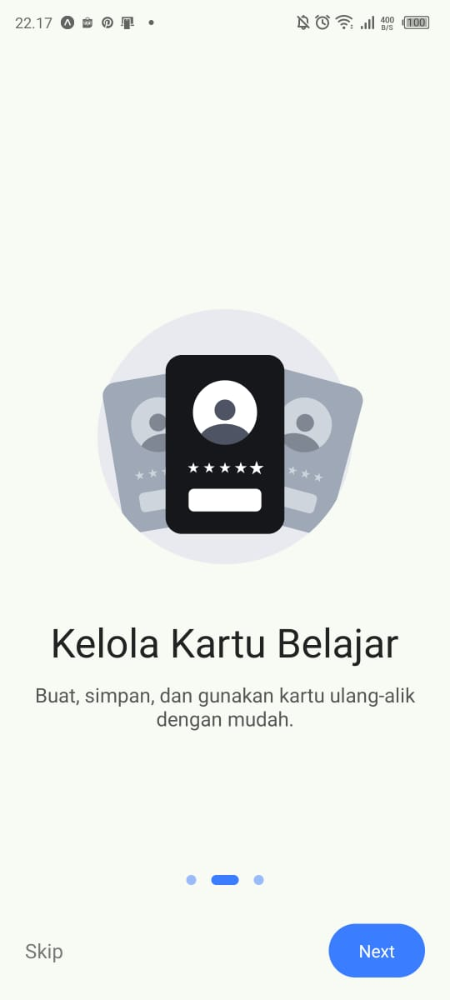 22.17
400
B/S
100
Kelola Kartu Belajar
Buat, simpan, dan gunakan kartu ulang-alik
dengan mudah.
Skip
Next